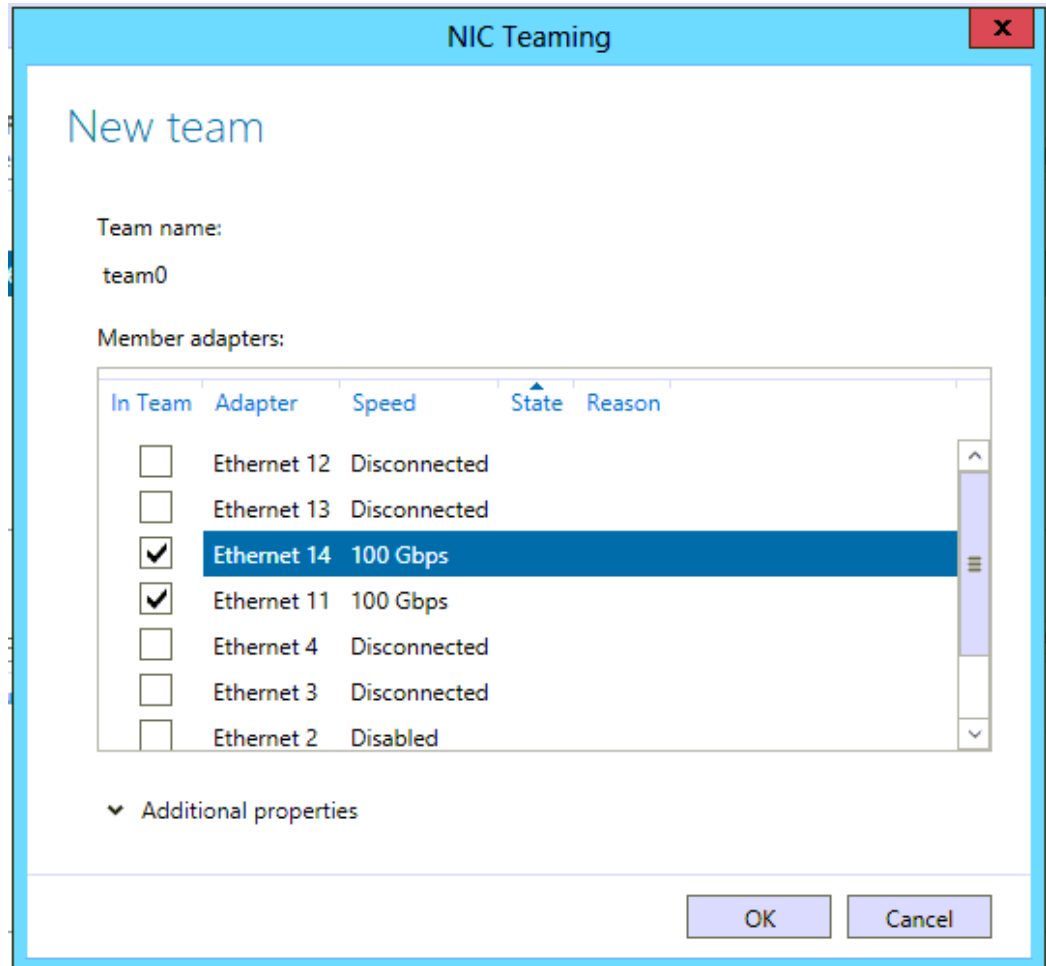 NIC Teaming
x
New team
Team name:
team0
Member adapters:
In Team Adapter Speed State Reason
Ethernet 12 Disconnected
Ethernet 13 Disconnected
Ethernet 14 100 Gbps
Ethernet 11 100 Gbps
Ethernet 4 Disconnected
Ethernet 3 Disconnected
Ethernet 2 Disabled
Additional properties
OK Cancel